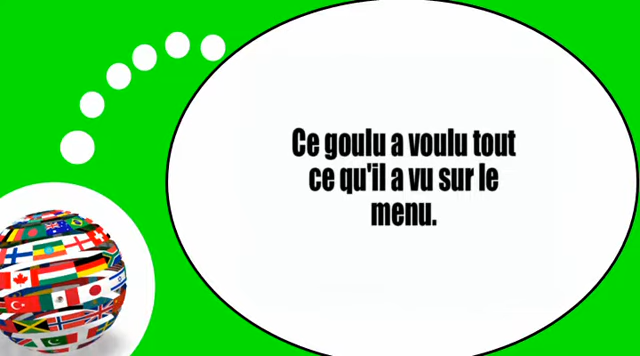 Ce goulu a voulu tout
ce qu'il a vu sur le
menu.